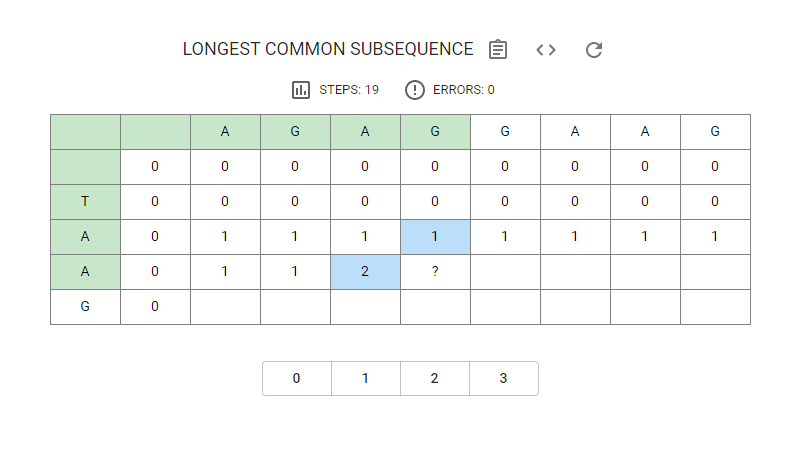 LONGEST COMMON SUBSEQUENCE
STEPS: 19 ERRORS: 0
A G A G G A A G
0 0 0 0 0 0 0 0 0
T 0 0 0 0 0 0 0 0 0
A 0 1 1 1 1 1 1 1 1
A 0 1 1 2 ?
G 0
0 1 2 3